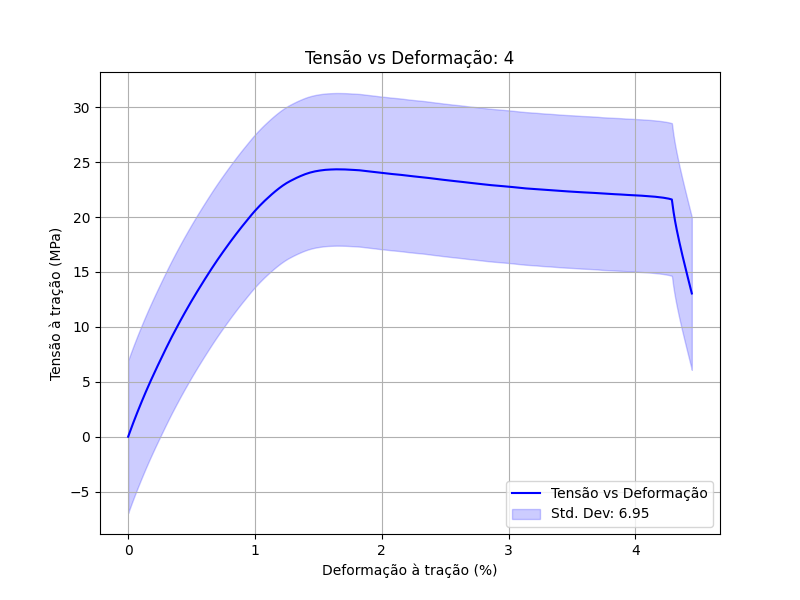 Tensão vs Deformação: 4
Tensão à tração (MPa)
30
25
20
15
10
5
0
−5
0 1 2 3 4
Deformação à tração (%)
Tensão vs Deformação
Std. Dev: 6.95